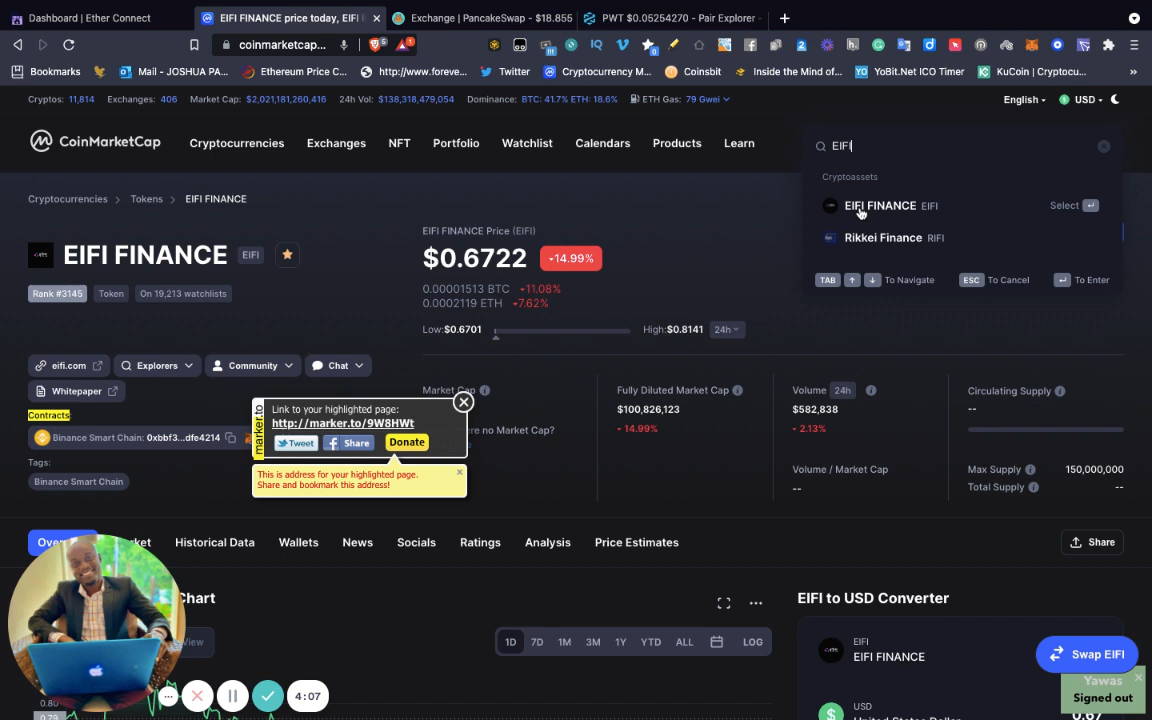 Dashboard | Ether Connect
EIFI FINANCE price today, EIFI
Exchange | PancakeSwap - $18.855
PWT $0.05254270 - Pair Explorer -
coinmarketcap...
Bookmarks
Mail - JOSHUA PA...
Ethereum Price C...
http://www.foreve...
Twitter
Cryptocurrency M...
Coinsbit
Inside the Mind of...
YoBit.Net ICO Timer
KuCoin | Cryptocu...
Cryptos: 11,814 Exchanges: 406 Market Cap: $2,021,181,260,416 24h Vol: $138,318,479,054 Dominance: BTC: 41.7% ETH: 18.6% ETH Gas: 79 Gwei
English USD
CoinMarketCap
Cryptocurrencies Exchanges NFT Portfolio Watchlist Calendars Products Learn
EIFI
Cryptoassets
EIFI FINANCE EIFI Select
Rikkei Finance RIFI
TAB To Navigate ESC To Cancel To Enter
Cryptocurrencies Tokens EIFI FINANCE
EIFI FINANCE EIFI
Rank #3145 Token On 19,213 watchlists
EIFI FINANCE Price (EIFI)
$0.6722 14.99%
0.00001513 BTC 11.08%
0.0002119 ETH 7.62%
Low:$0.6701 High:$0.8141 24h
eifi.com Explorers Community Chat
Whitepaper
Contracts:
Binance Smart Chain: 0xbbf3...dfe4214
Tags:
Binance Smart Chain
marker.to
Link to your highlighted page:
http://marker.to/9W8HWt
Tweet Share Donate
This is address for your highlighted page.
Share and bookmark this address!
Market Cap
re no Market Cap?
Fully Diluted Market Cap
$100,826,123
14.99%
Volume 24h
$582,838
2.13%
Volume / Market Cap
--
Circulating Supply
--
Max Supply 150,000,000
Total Supply --
Historical Data Wallets News Socials Ratings Analysis Price Estimates
Share
Chart
1D 7D 1M 3M 1Y YTD ALL LOG
EIFI to USD Converter
EIFI
EIFI FINANCE
Swap EIFI
USD
Yawas
Signed out
4:07
0.80